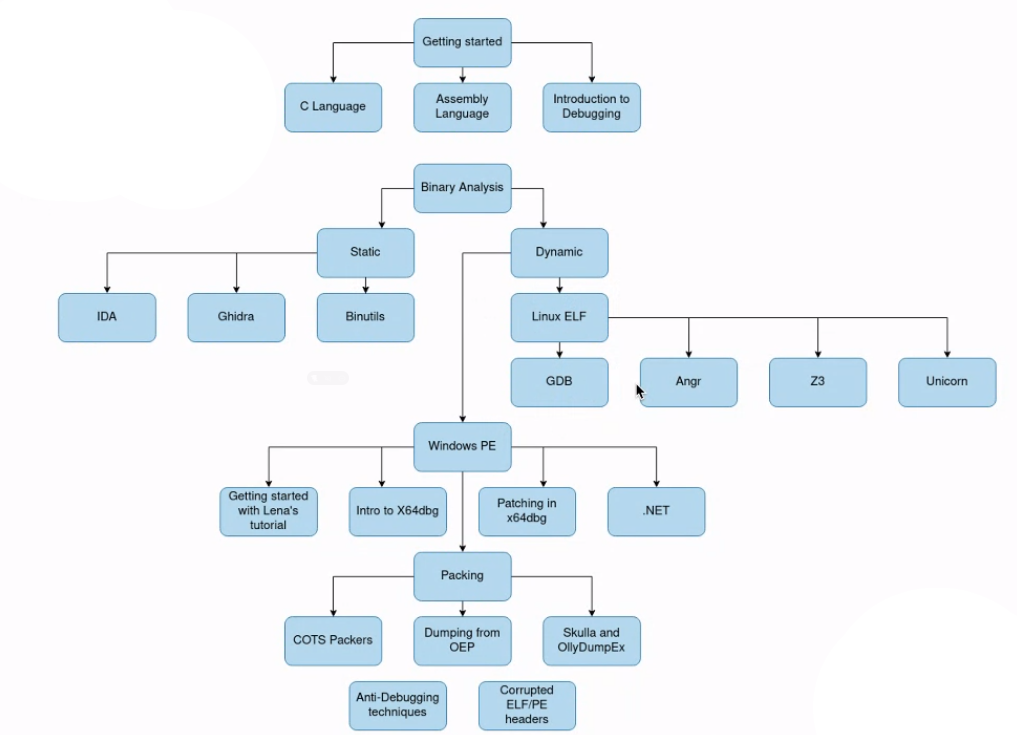 Getting started
C Language
Assembly
Language
Introduction to
Debugging
Binary Analysis
Static
Dynamic
IDA
Ghidra
Binutils
Linux ELF
GDB
Angr
Z3
Unicorn
Windows PE
Getting started
with Lena's
tutorial
Intro to X64dbg
Patching in
x64dbg
.NET
Packing
COTS Packers
Dumping from
OEP
Skulla and
OllyDumpEx
Anti-Debugging
techniques
Corrupted
ELF/PE
headers